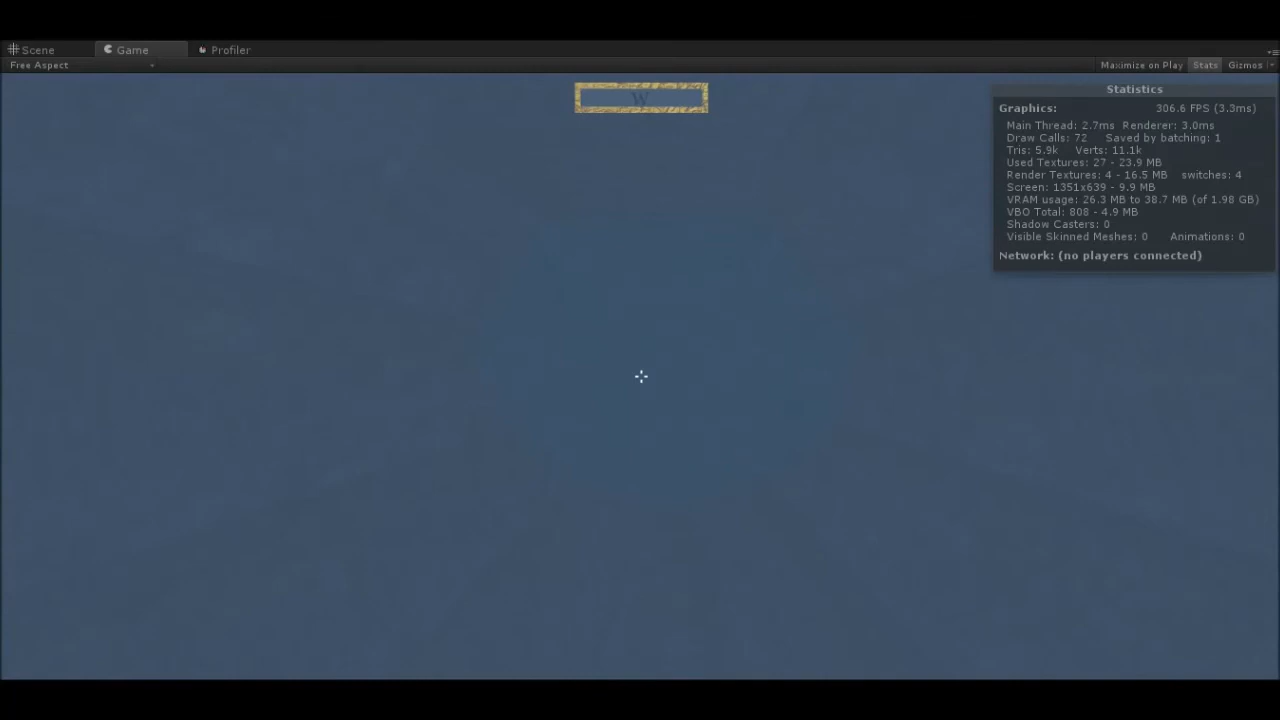 Scene Game Profiler
Free Aspect Maximize on Play Stats Gizmos
W
Statistics
Graphics: 306.6 FPS (3.3ms)
Main Thread: 2.7ms Renderer: 3.0ms
Draw Calls: 72 Saved by batching: 1
Tris: 5.9k Verts: 11.1k
Used Textures: 27 - 23.9 MB
Render Textures: 4 - 16.5 MB switches: 4
Screen: 1351x639 - 9.9 MB
VRAM usage: 26.3 MB to 38.7 MB (of 1.98 GB)
VBO Total: 808 - 4.9 MB
Shadow Casters: 0
Visible Skinned Meshes: 0 Animations: 0
Network: (no players connected)